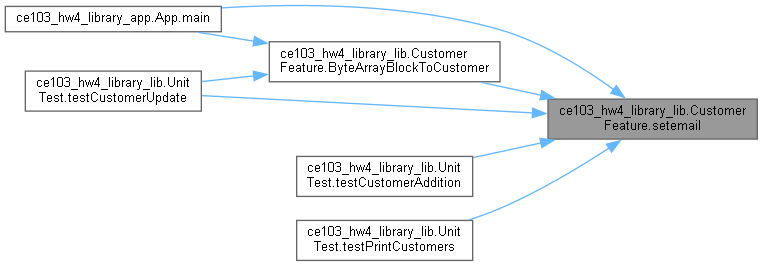 ce103_hw4_library_app.App.main
ce103_hw4_library_lib.Customer
Feature.ByteArrayBlockToCustomer
ce103_hw4_library_lib.Unit
Test.testCustomerUpdate
ce103_hw4_library_lib.Customer
Feature.setemail
ce103_hw4_library_lib.Unit
Test.testCustomerAddition
ce103_hw4_library_lib.Unit
Test.testPrintCustomers